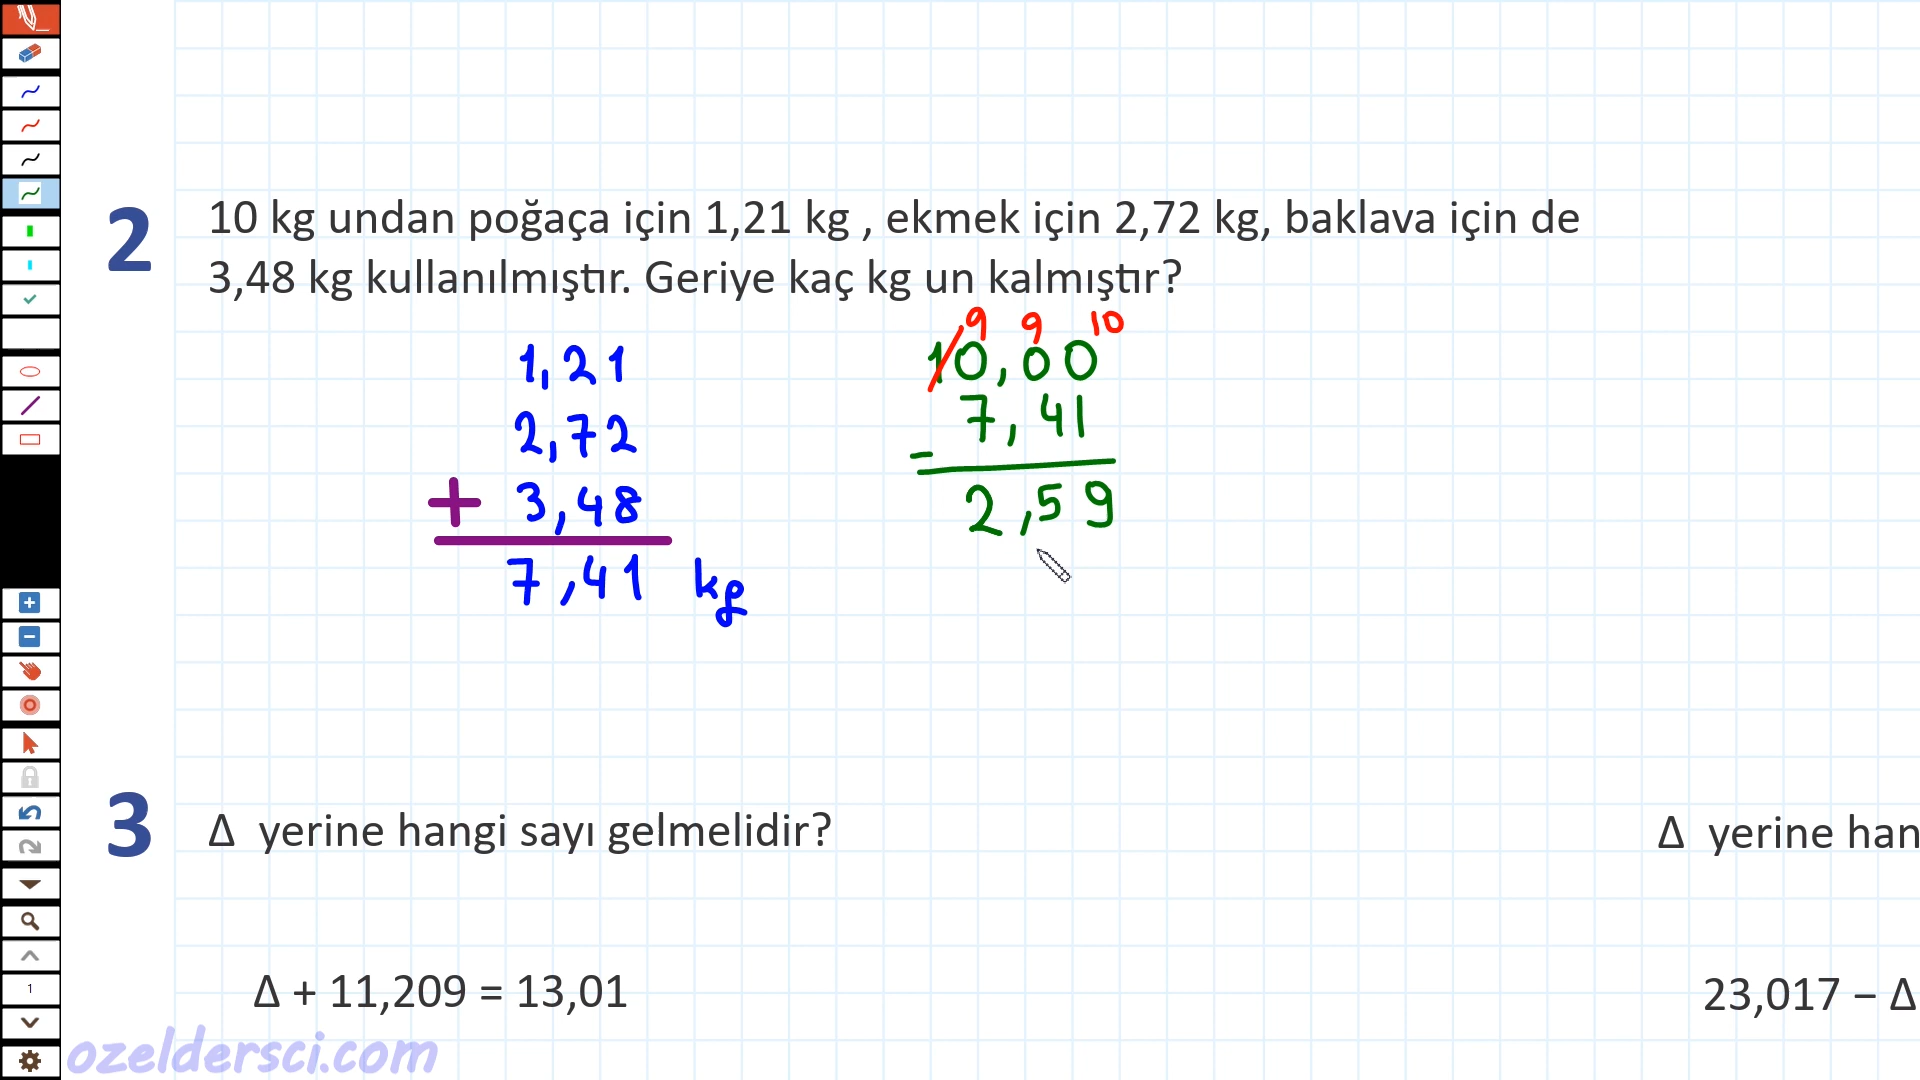 2
10 kg undan poğaça için 1,21 kg , ekmek için 2,72 kg, baklava için de
3,48 kg kullanılmıştır. Geriye kaç kg un kalmıştır?
1,21
2,72
+ 3,48
7,41 kg
9 9 10
10,00
7,41
-
2,59
3
Δ yerine hangi sayı gelmelidir?
Δ + 11,209 = 13,01
Δ yerine han
23,017 – Δ
1
ozeldersci.com